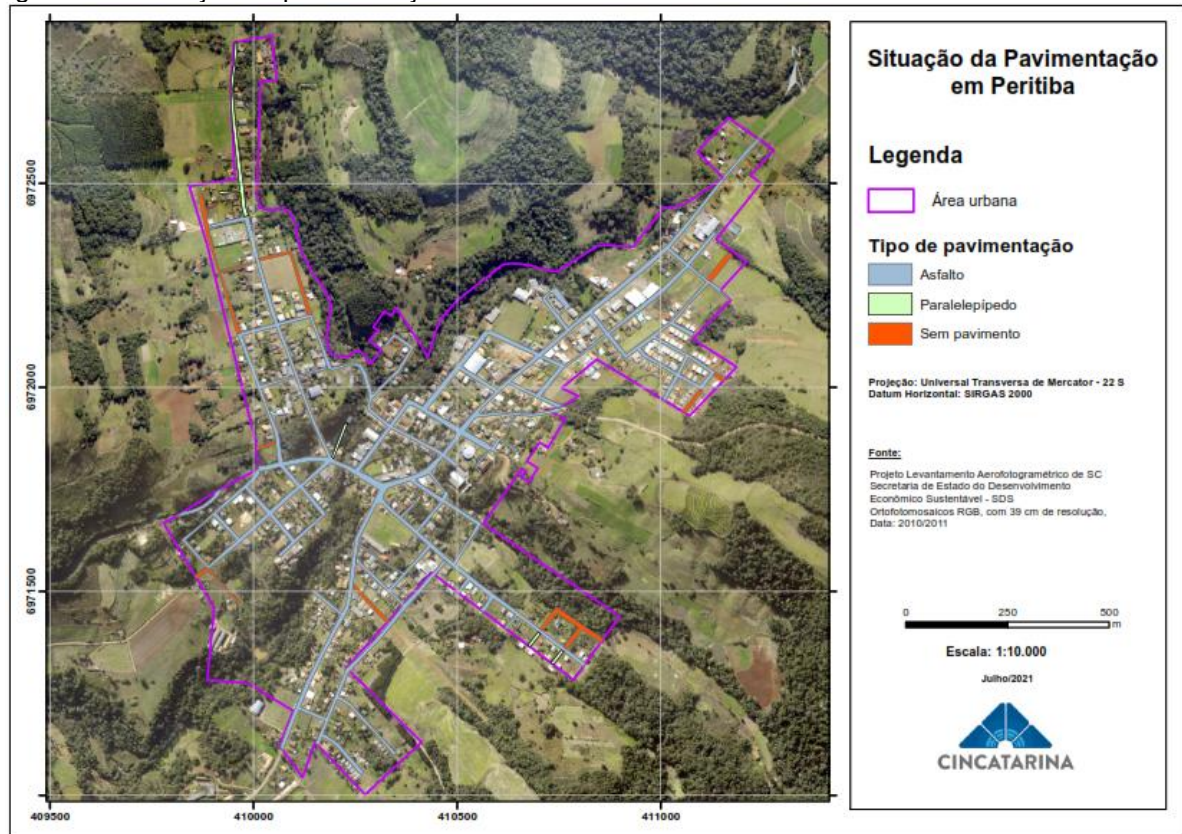 Situação da Pavimentação
em Peritiba
Legenda
Área urbana
Tipo de pavimentação
Asfalto
Paralelepípedo
Sem pavimento
Projeção: Universal Transversa de Mercator - 22 S
Datum Horizontal: SIRGAS 2000
Fonte:
Projeto Levantamento Aerofotogramétrico de SC
Secretaria de Estado do Desenvolvimento
Econômico Sustentável - SDS
Ortofotomosaicos RGB, com 39 cm de resolução,
Data: 2010/2011
0 250 500
m
Escala: 1:10.000
Julho/2021
CINCATARINA
6972500
6972000
6971500
409500 410000 410500 411000